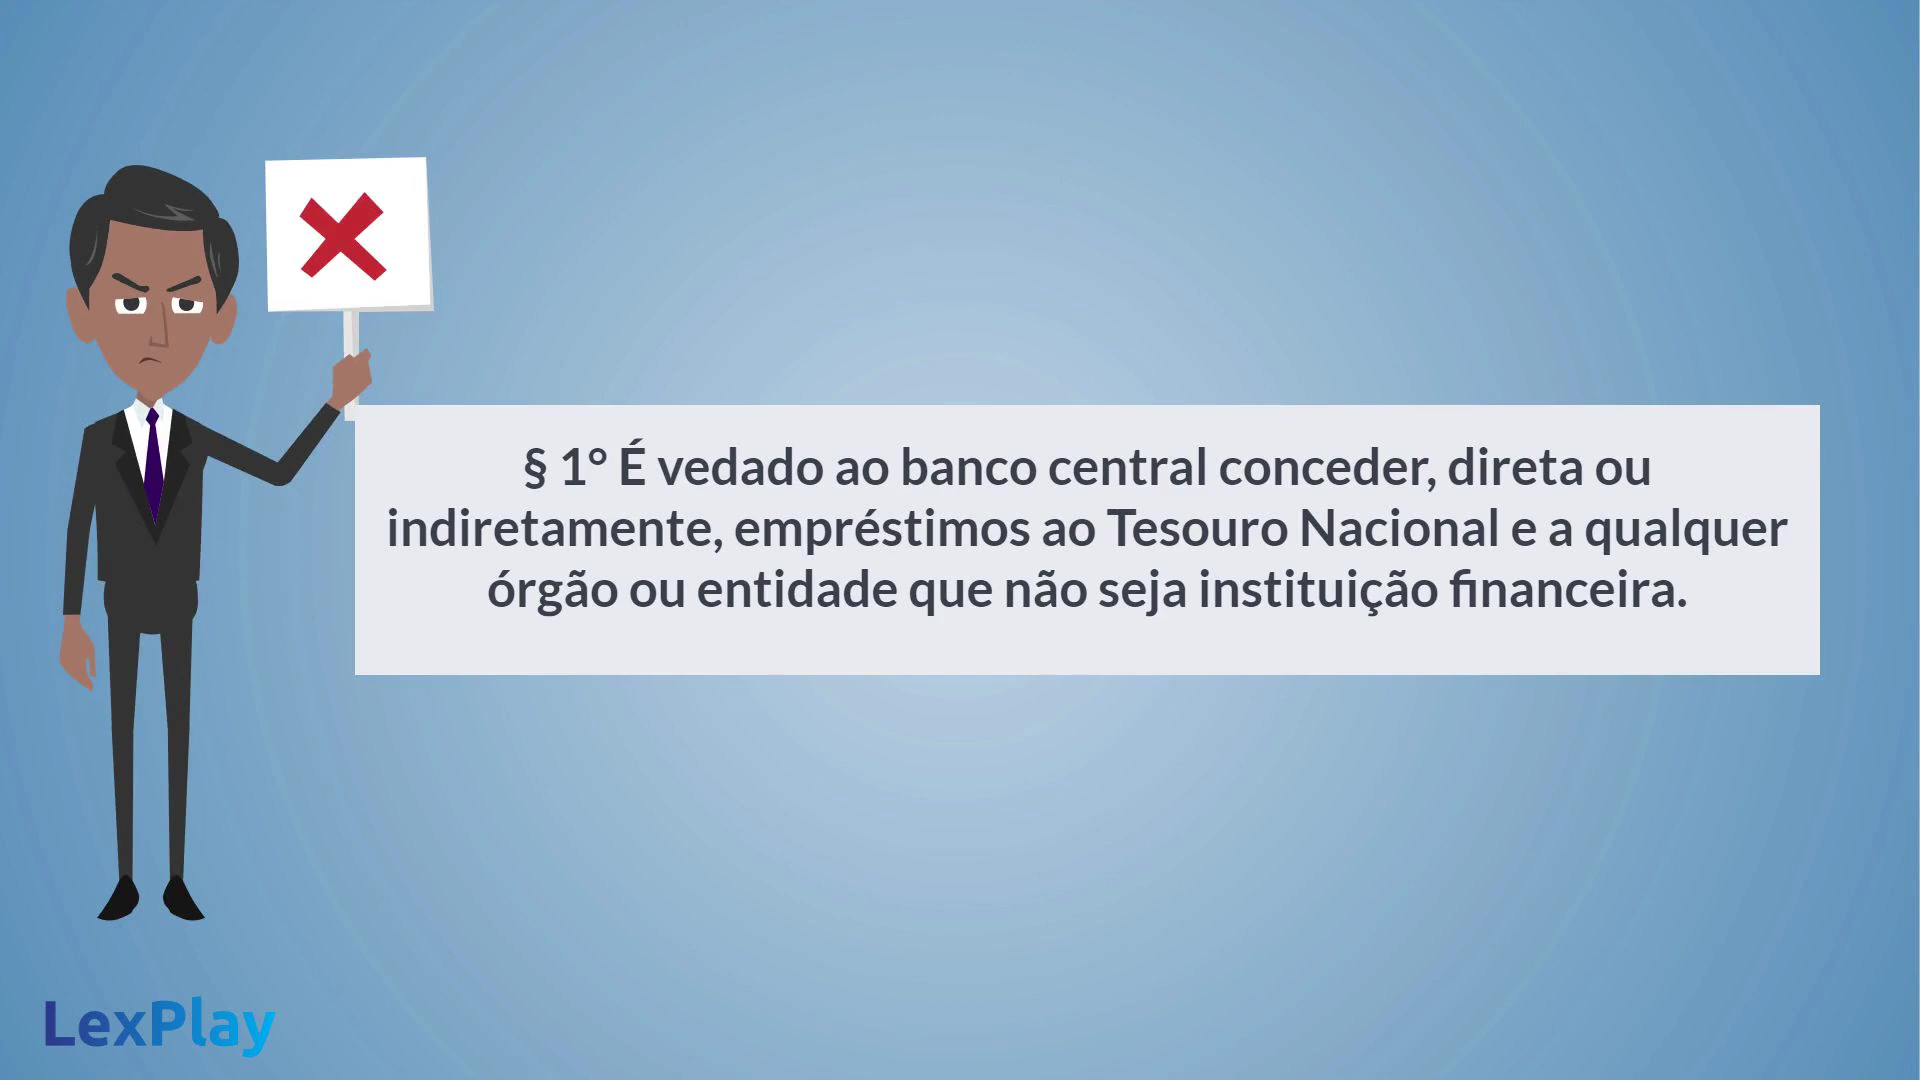 § 1° É vedado ao banco central conceder, direta ou
indiretamente, empréstimos ao Tesouro Nacional e a qualquer
órgão ou entidade que não seja instituição financeira.
LexPlay